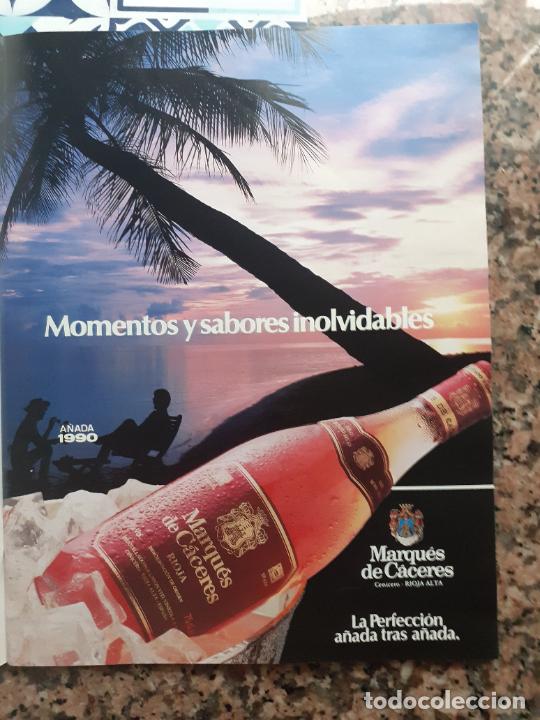 Momentos y sabores inolvidables
AÑADA
1990
Marqués
de Cáceres
RIOJA
Marqués
de Cáceres
Cenicero - RIOJA ALTA
La Perfección
añada tras añada.
todocoleccion.net